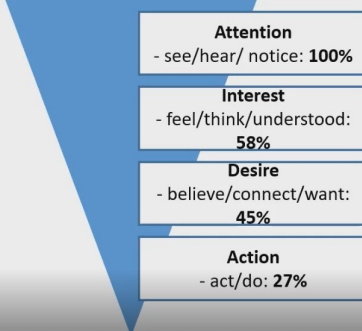 Attention
- see/hear/ notice: 100%
Interest
- feel/think/understood:
58%
Desire
- believe/connect/want:
45%
Action
- act/do: 27%